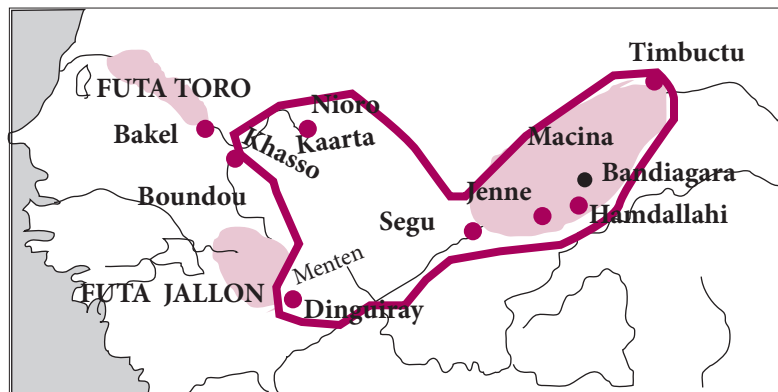 Timbuctu
FUTA TORO
Nioro
Bakel
Khasso
Kaarta
Macina
Boundou
Jenne
Bandiagara
Segu
Hamdallahi
Menten
FUTA JALLON
Dinguiray